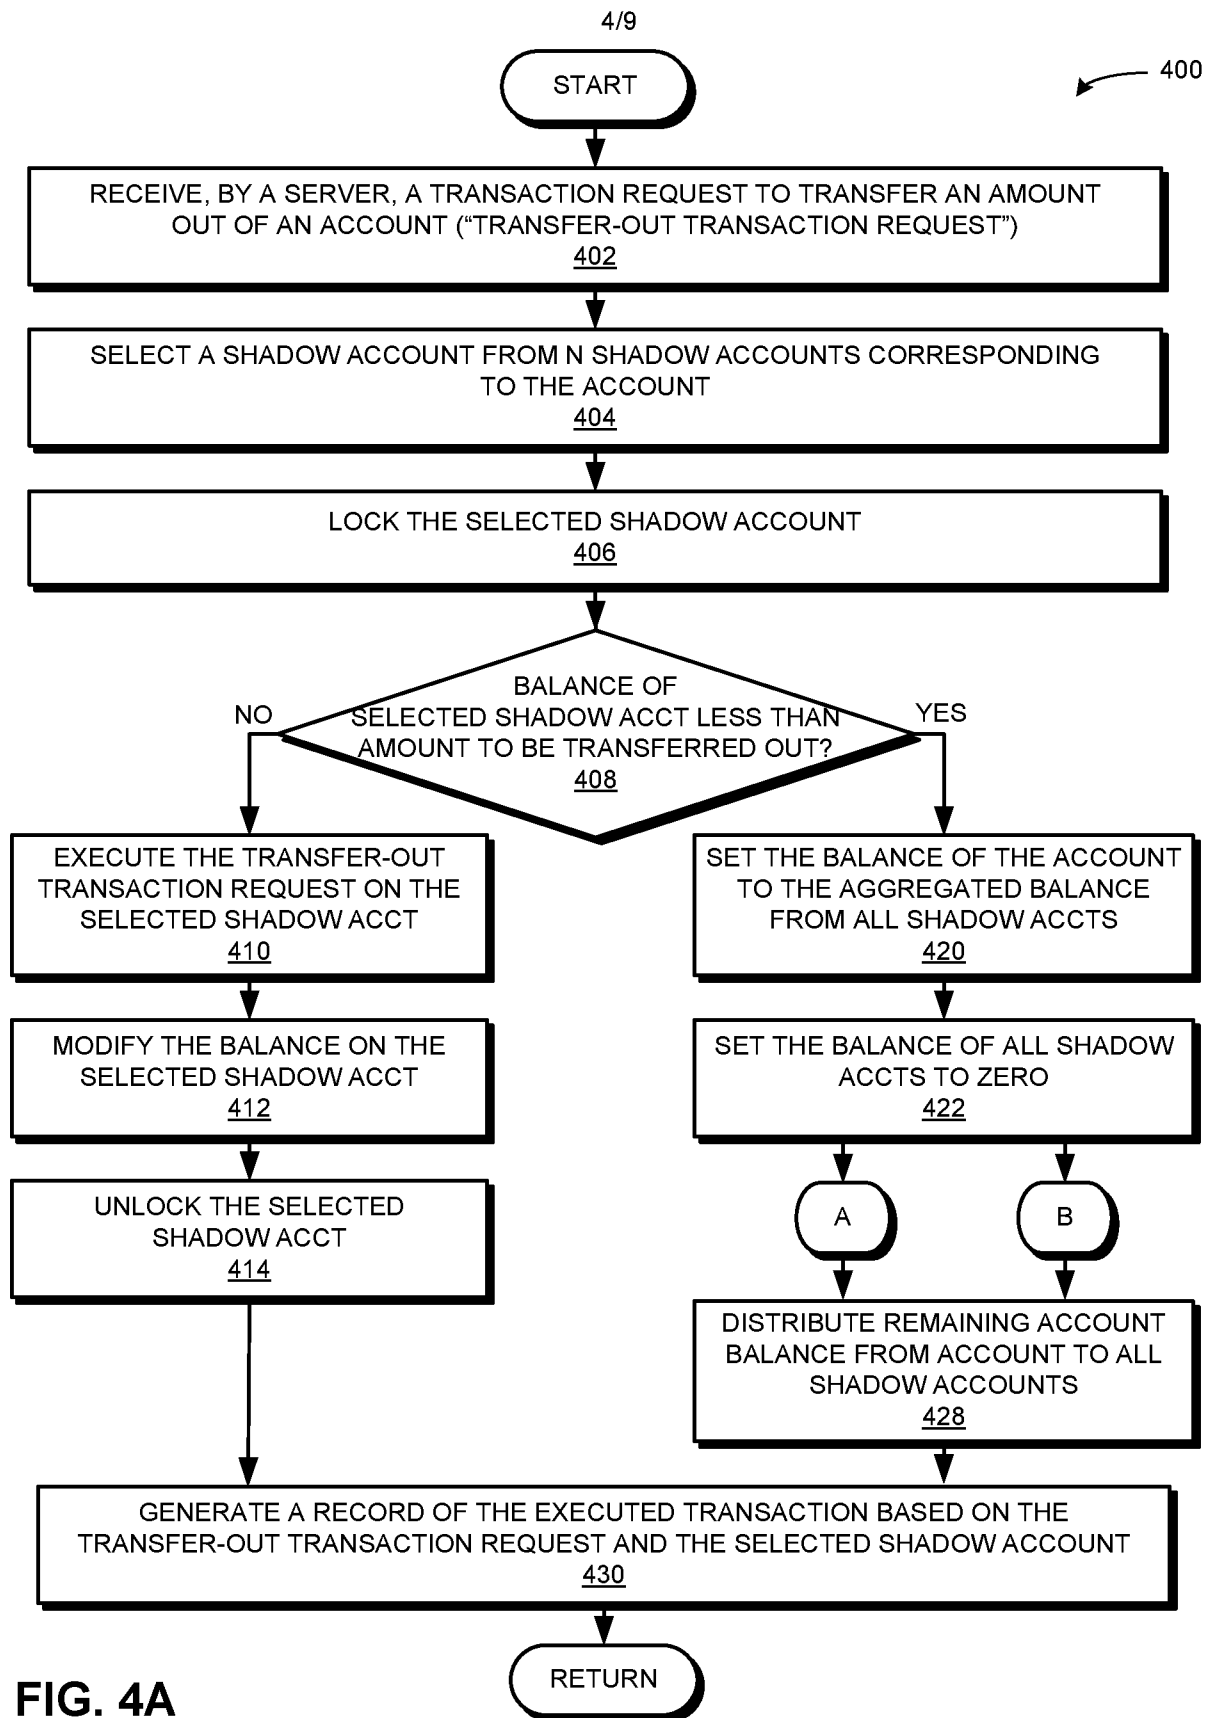 4/9
START
400
RECEIVE, BY A SERVER, A TRANSACTION REQUEST TO TRANSFER AN AMOUNT
OUT OF AN ACCOUNT (“TRANSFER-OUT TRANSACTION REQUEST”)
402
SELECT A SHADOW ACCOUNT FROM N SHADOW ACCOUNTS CORRESPONDING
TO THE ACCOUNT
404
LOCK THE SELECTED SHADOW ACCOUNT
406
BALANCE OF
SELECTED SHADOW ACCT LESS THAN
AMOUNT TO BE TRANSFERRED OUT?
408
NO
YES
EXECUTE THE TRANSFER-OUT
TRANSACTION REQUEST ON THE
SELECTED SHADOW ACCT
410
MODIFY THE BALANCE ON THE
SELECTED SHADOW ACCT
412
UNLOCK THE SELECTED
SHADOW ACCT
414
SET THE BALANCE OF THE ACCOUNT
TO THE AGGREGATED BALANCE
FROM ALL SHADOW ACCTS
420
SET THE BALANCE OF ALL SHADOW
ACCTS TO ZERO
422
A
B
DISTRIBUTE REMAINING ACCOUNT
BALANCE FROM ACCOUNT TO ALL
SHADOW ACCOUNTS
428
GENERATE A RECORD OF THE EXECUTED TRANSACTION BASED ON THE
TRANSFER-OUT TRANSACTION REQUEST AND THE SELECTED SHADOW ACCOUNT
430
RETURN
FIG. 4A